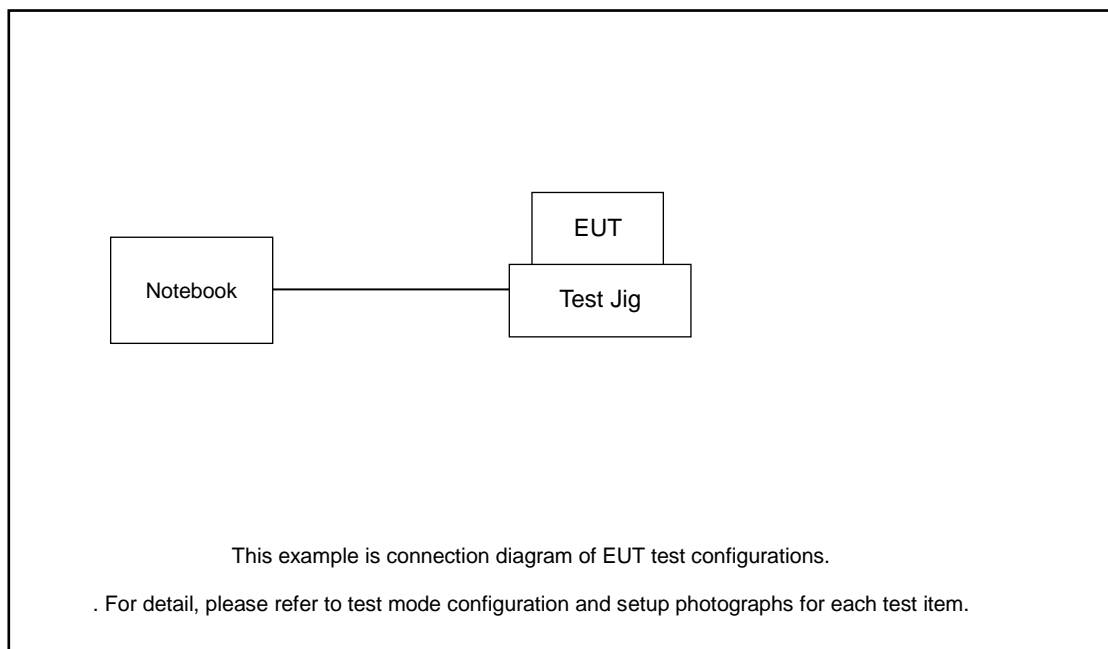 EUT
Notebook
Test Jig
This example is connection diagram of EUT test configurations.
. For detail, please refer to test mode configuration and setup photographs for each test item.